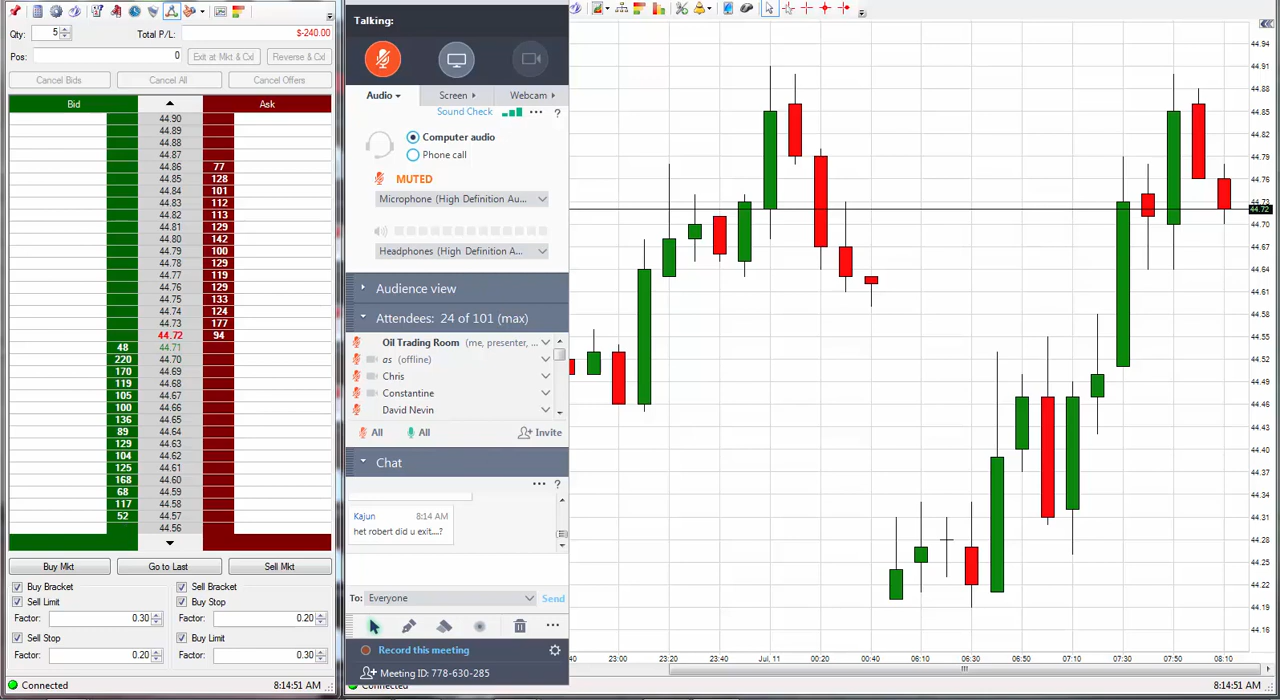 Qty: 5 Total P/L: $-240.00
Pos: 0 Exit at Mkt & Cxl Reverse & Cxl
Cancel Bids Cancel All Cancel Offers
Bid Ask
44.90
44.89
44.88
44.87
44.86 77
44.85 128
44.84 101
44.83 112
44.82 113
44.81 129
44.80 142
44.79 100
44.78 129
44.77 119
44.76 129
44.75 133
44.74 124
44.73 177
44.72 94
48 44.71
220 44.70
170 44.69
119 44.68
105 44.67
100 44.66
136 44.65
89 44.64
129 44.63
104 44.62
125 44.61
168 44.60
68 44.59
117 44.58
52 44.57
44.56
Buy Mkt Go to Last Sell Mkt
Buy Bracket Sell Bracket
Sell Limit Buy Stop
Factor: 0.30 Factor: 0.20
Sell Stop Buy Limit
Factor: 0.20 Factor: 0.30
Connected 8:14:51 AM
Talking:
Audio Screen Webcam
Sound Check ?
Computer audio
Phone call
MUTED
Microphone (High Definition Au...
Headphones (High Definition A...
Audience view
Attendees: 24 of 101 (max)
Oil Trading Room (me, presenter, ...
as (offline)
Chris
Constantine
David Nevin
All All Invite
Chat
?
Kajun 8:14 AM
het robert did u exit....?
To: Everyone Send
Record this meeting
Meeting ID: 778-630-285
Connected 8:14:51 AM
44.94
44.91
44.88
44.85
44.82
44.79
44.76
44.73
44.72
44.70
44.67
44.64
44.61
44.58
44.55
44.52
44.49
44.46
44.43
44.40
44.37
44.34
44.31
44.28
44.25
44.22
44.19
44.16
:40 23:00 23:20 23:40 Jul, 11 00:20 00:40 06:10 06:30 06:50 07:10 07:30 07:50 08:10